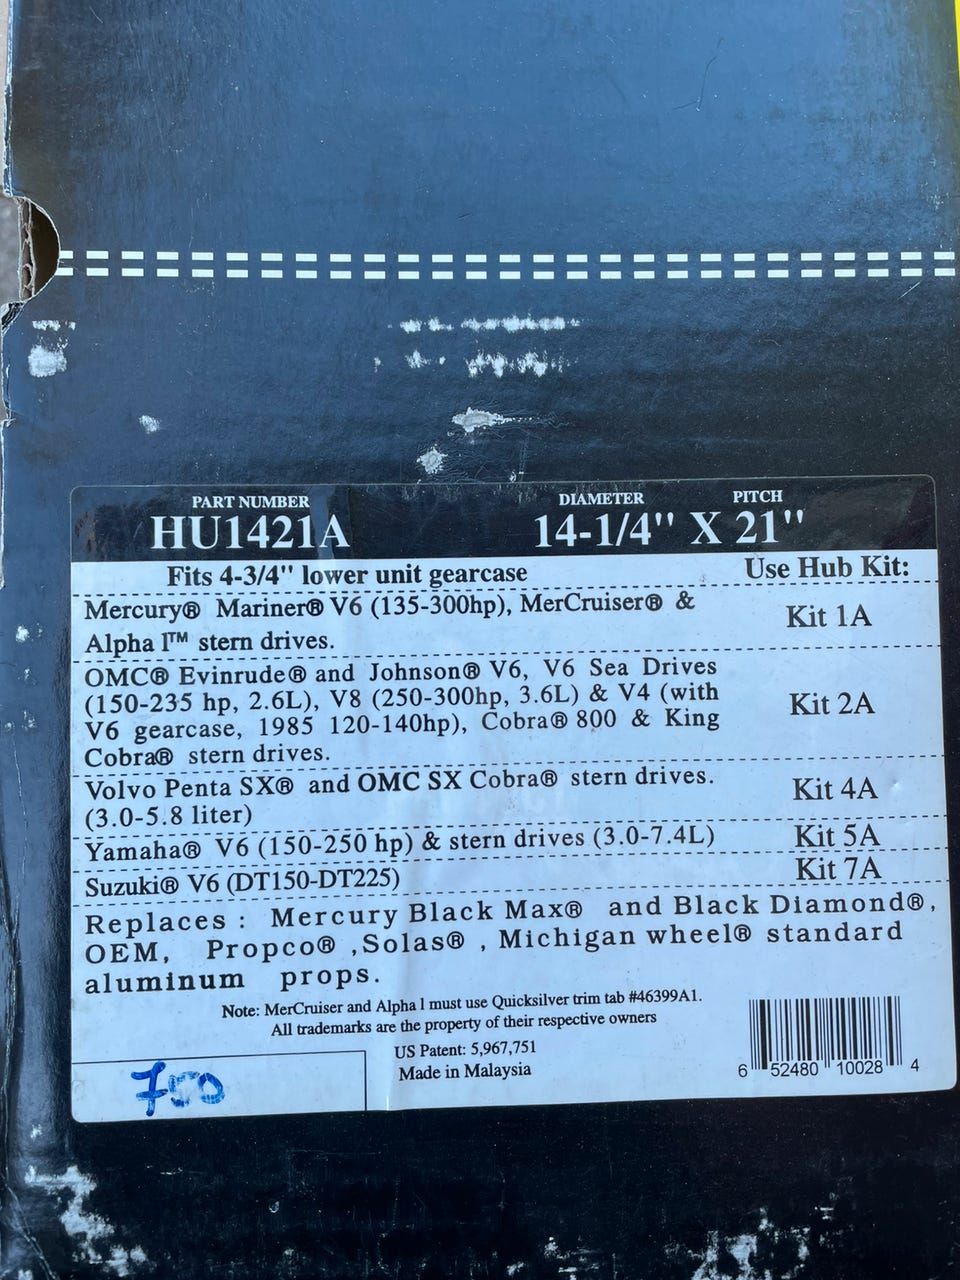 PART NUMBER DIAMETER PITCH
HU1421A 14-1/4" X 21"
Fits 4-3/4" lower unit gearcase Use Hub Kit:
Mercury® Mariner® V6 (135-300hp), MerCruiser® &
Alpha I™ stern drives.
Kit 1A
OMC® Evinrude® and Johnson® V6, V6 Sea Drives
(150-235 hp, 2.6L), V8 (250-300hp, 3.6L) & V4 (with
V6 gearcase, 1985 120-140hp), Cobra® 800 & King
Cobra® stern drives.
Kit 2A
Volvo Penta SX® and OMC SX Cobra® stern drives.
(3.0-5.8 liter)
Kit 4A
Yamaha® V6 (150-250 hp) & stern drives (3.0-7.4L) Kit 5A
Suzuki® V6 (DT150-DT225) Kit 7A
Replaces : Mercury Black Max® and Black Diamond®,
OEM, Propco® ,Solas® , Michigan wheel® standard
aluminum props.
Note: MerCruiser and Alpha 1 must use Quicksilver trim tab #46399A1.
All trademarks are the property of their respective owners
US Patent: 5,967,751
Made in Malaysia
6 52480 10028 4
750